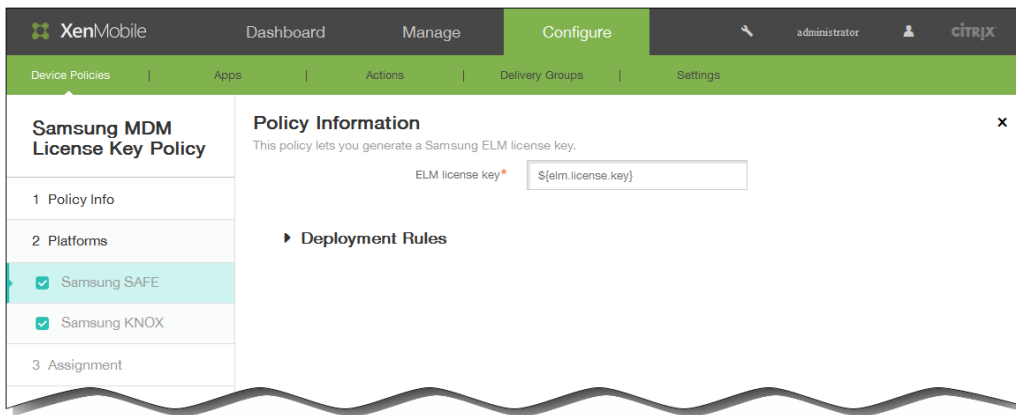 XenMobile Dashboard Manage Configure administrator CITRIX
Device Policies | Apps | Actions | Delivery Groups | Settings
Samsung MDM
License Key Policy
1 Policy Info
2 Platforms
Samsung SAFE
Samsung KNOX
3 Assignment
Policy Information
This policy lets you generate a Samsung ELM license key.
ELM license key* ${elm.license.key}
Deployment Rules